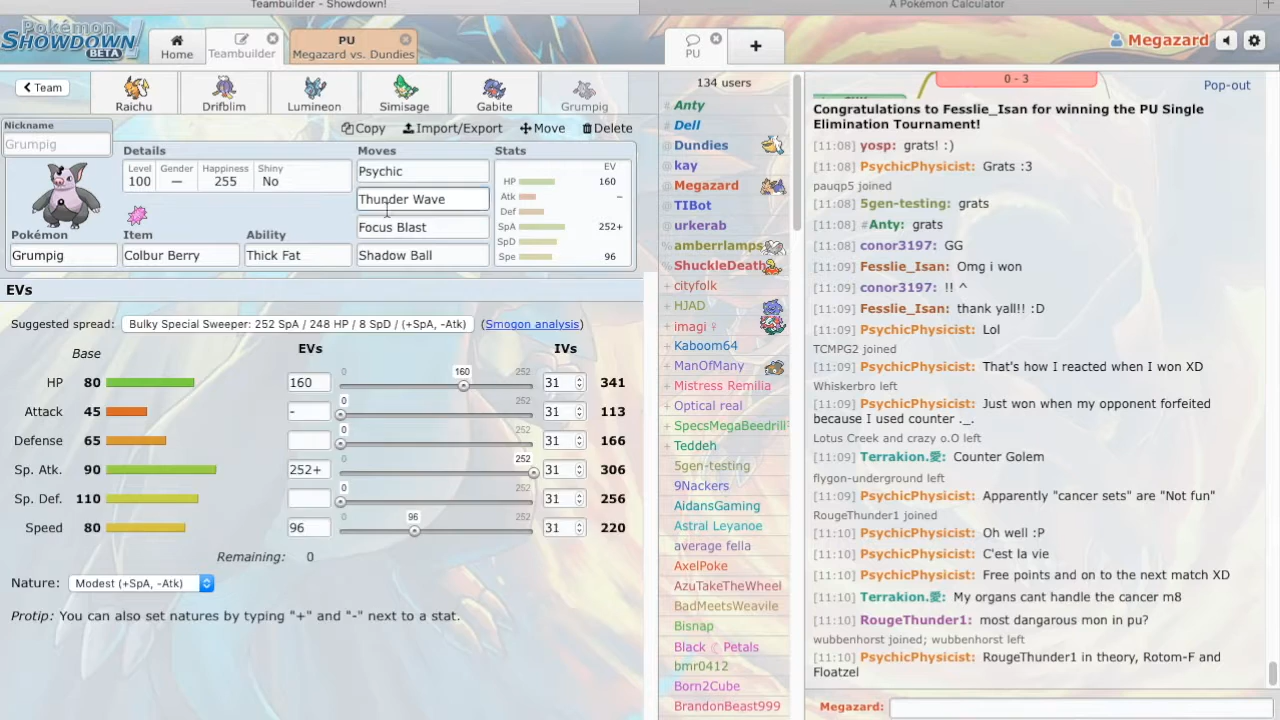 Teambuilder - Showdown!
A Pokémon Calculator
Pokémon
SHOWDOWN
BETA
Home
Teambuilder
PU
Megazard vs. Dundies
PU
Megazard
Team
Raichu
Drifblim
Lumineon
Simisage
Gabite
Grumpig
Copy
Import/Export
Move
Delete
Nickname
Grumpig
Details
Level
100
Gender
—
Happiness
255
Shiny
No
Pokémon
Grumpig
Item
Colbur Berry
Ability
Thick Fat
Moves
Psychic
Thunder Wave
Focus Blast
Shadow Ball
Stats
EV
HP 160
Atk –
Def
SpA 252+
SpD
Spe 96
EVs
Suggested spread: Bulky Special Sweeper: 252 SpA / 248 HP / 8 SpD / (+SpA, -Atk) (Smogon analysis)
Base EVs IVs
HP 80 160 0 160 252 31 341
Attack 45 - 0 31 113
Defense 65 0 31 166
Sp. Atk. 90 252+ 0 252 31 306
Sp. Def. 110 0 31 256
Speed 80 96 0 96 252 31 220
Remaining: 0
Nature: Modest (+SpA, -Atk)
Protip: You can also set natures by typing "+" and "-" next to a stat.
134 users
# Anty
# Dell
@ Dundies
@ kay
@ Megazard
@ TIBot
@ urkerab
% amberrlamps
% ShuckleDeath
+ cityfolk
+ HJAD
+ imagi ♀
+ Kaboom64
+ ManOfMany
+ Mistress Remilia
+ Optical real
+ SpecsMegaBeedrill
+ Teddeh
5gen-testing
9Nackers
AidansGaming
Astral Leyanoe
average fella
AxelPoke
AzuTakeTheWheel
BadMeetsWeavile
Bisnap
Black ☾ Petals
bmr0412
Born2Cube
BrandonBeast999
0 - 3
Pop-out
Congratulations to Fesslie_Isan for winning the PU Single
Elimination Tournament!
[11:08] yosp: grats! :)
[11:08] PsychicPhysicist: Grats :3
pauqp5 joined
[11:08] 5gen-testing: grats
[11:08] #Anty: grats
[11:08] conor3197: GG
[11:09] Fesslie_Isan: Omg i won
[11:09] conor3197: !! ^
[11:09] Fesslie_Isan: thank yall!! :D
[11:09] PsychicPhysicist: Lol
TCMPG2 joined
[11:09] PsychicPhysicist: That's how I reacted when I won XD
Whiskerbro left
[11:09] PsychicPhysicist: Just won when my opponent forfeited
because I used counter ._.
Lotus Creek and crazy o.O left
[11:09] Terrakion.愛: Counter Golem
flygon-underground left
[11:09] PsychicPhysicist: Apparently "cancer sets" are "Not fun"
RougeThunder1 joined
[11:10] PsychicPhysicist: Oh well :P
[11:10] PsychicPhysicist: C'est la vie
[11:10] PsychicPhysicist: Free points and on to the next match XD
[11:10] Terrakion.愛: My organs cant handle the cancer m8
[11:10] RougeThunder1: most dangarous mon in pu?
wubbenhorst joined; wubbenhorst left
[11:10] PsychicPhysicist: RougeThunder1 in theory, Rotom-F and
Floatzel
Megazard: